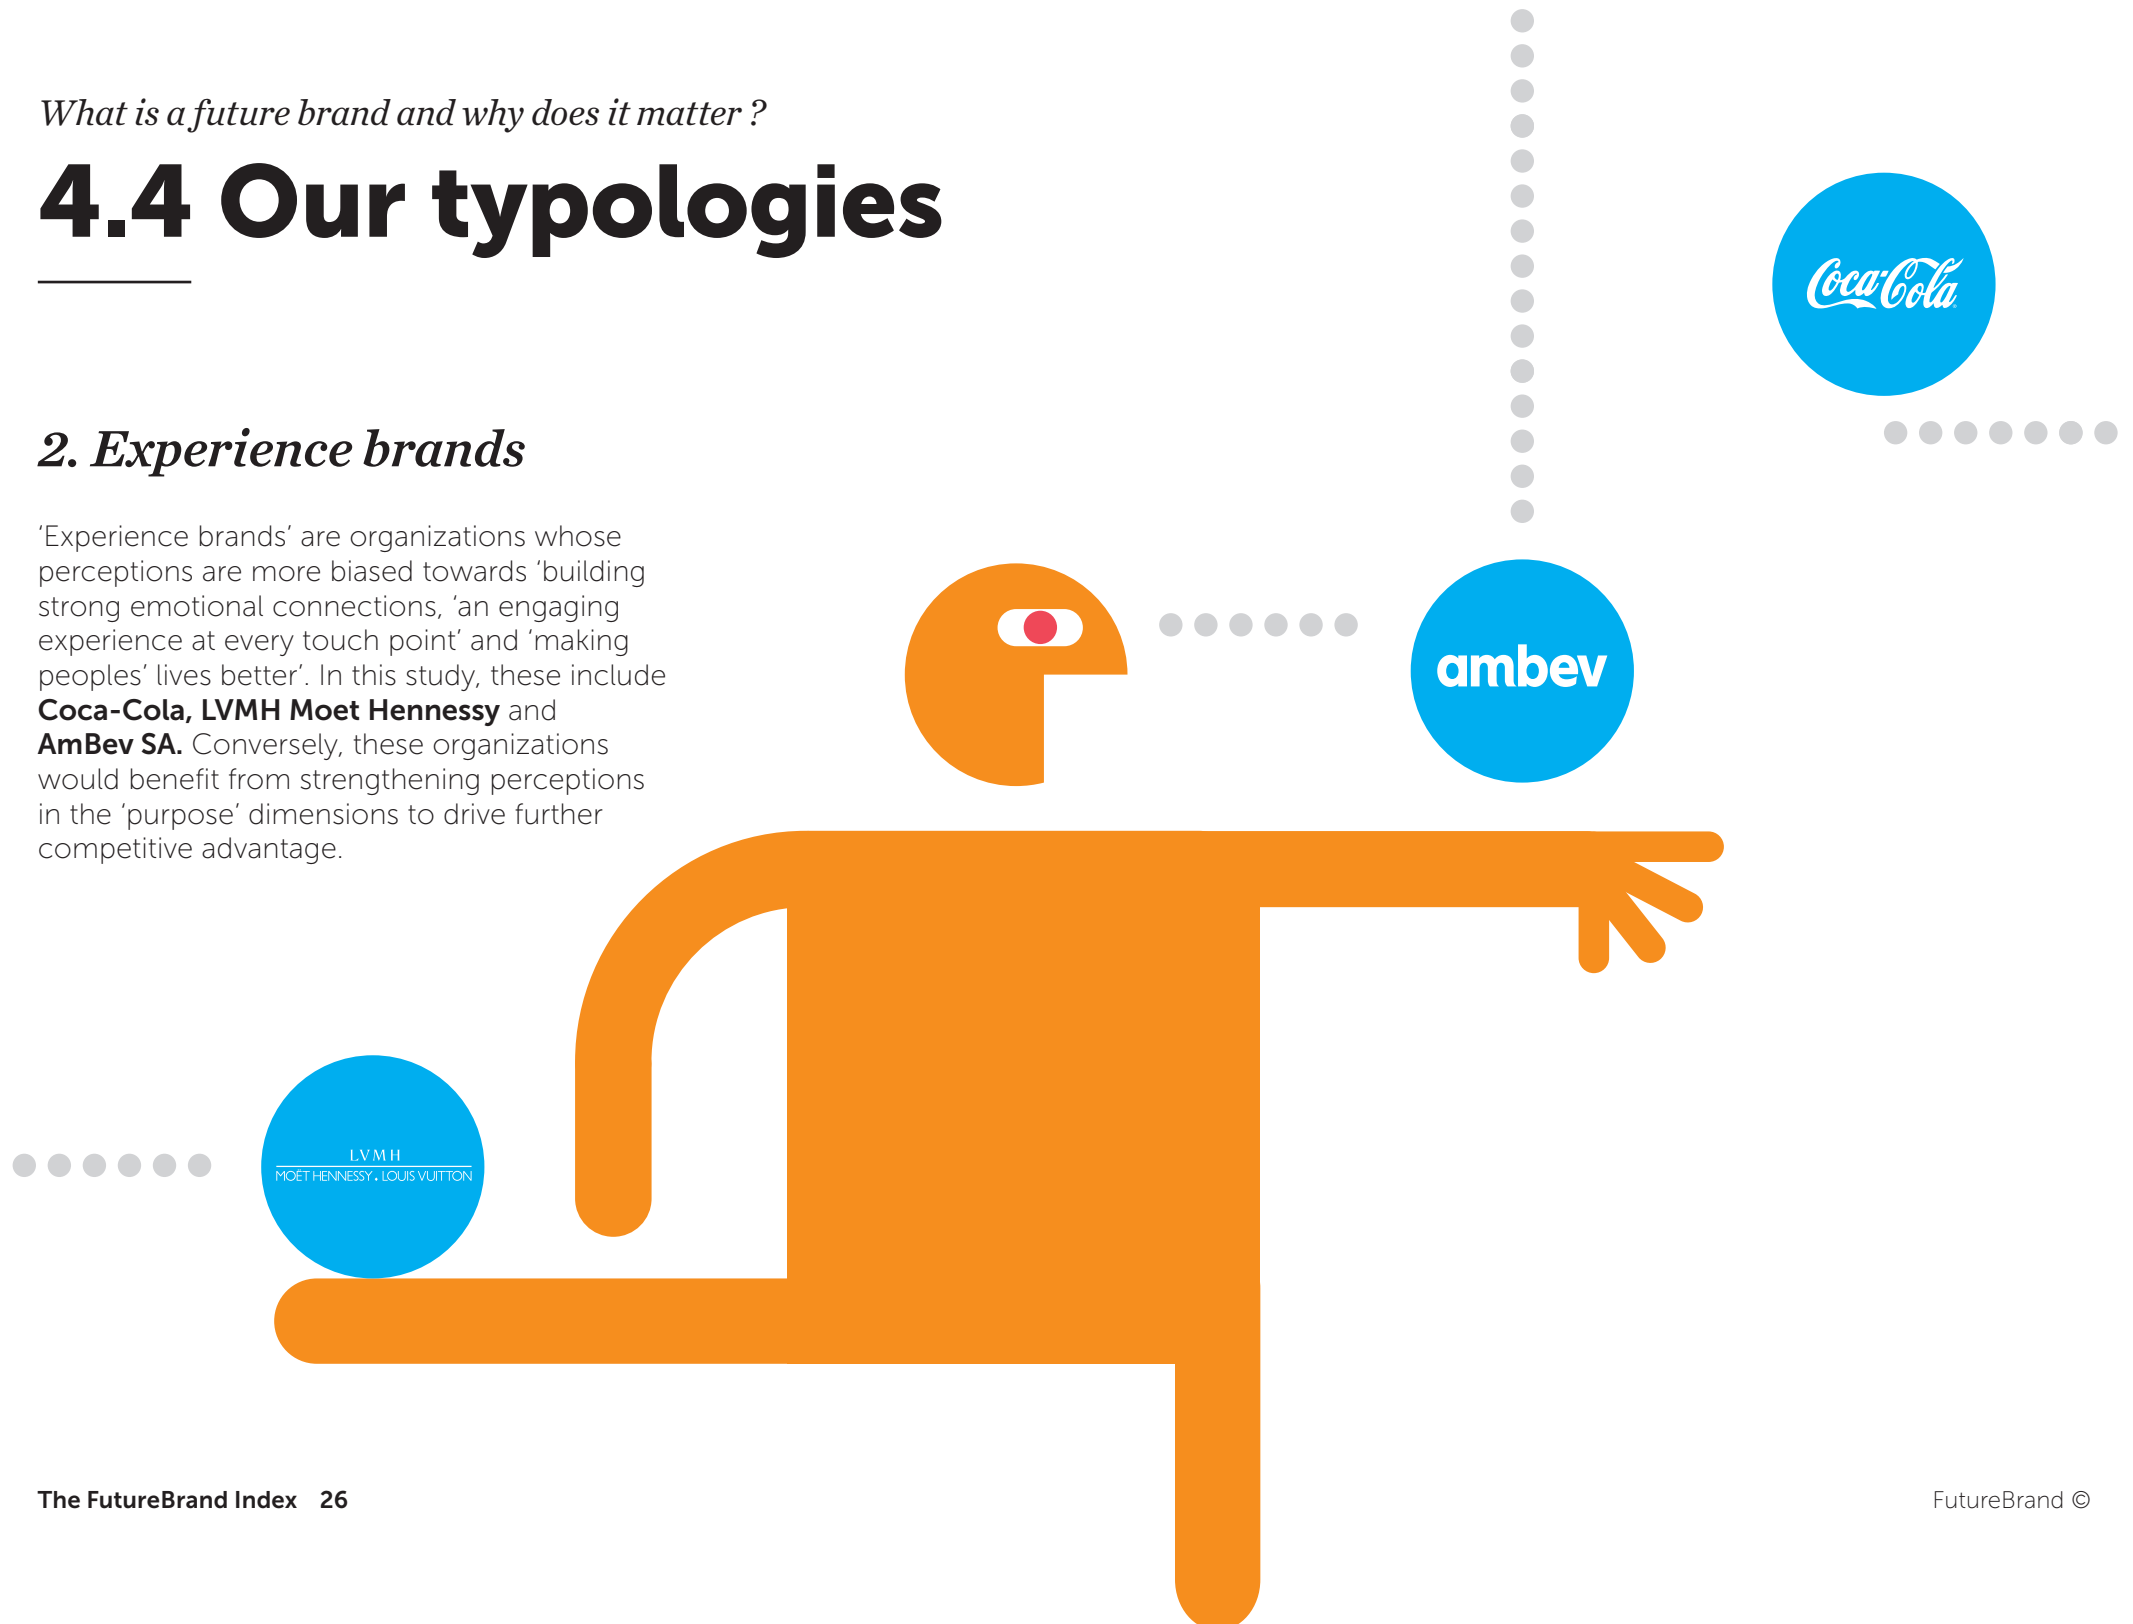 What is a future brand and why does it matter ?
4.4 Our typologies
2. Experience brands
‘Experience brands’ are organizations whose
perceptions are more biased towards ‘building
strong emotional connections, ‘an engaging
experience at every touch point’ and ‘making
peoples’ lives better’. In this study, these include
Coca-Cola, LVMH Moet Hennessy and
AmBev SA. Conversely, these organizations
would benefit from strengthening perceptions
in the ‘purpose’ dimensions to drive further
competitive advantage.
Coca-Cola
ambev
LVMH
MOËT HENNESSY. LOUIS VUITTON
The FutureBrand Index 26
FutureBrand ©